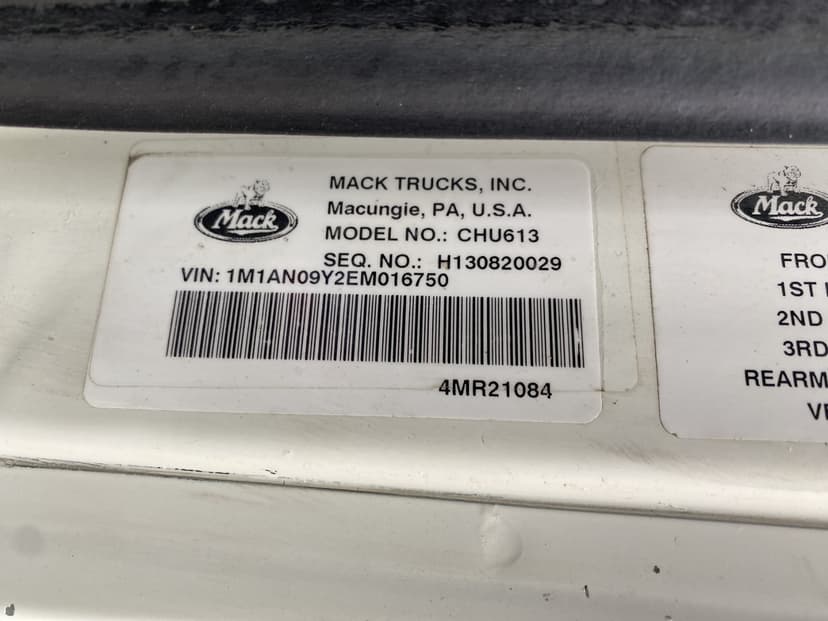 Mack
MACK TRUCKS, INC.
Macungie, PA, U.S.A.
MODEL NO.: CHU613
SEQ. NO.: H130820029
VIN: 1M1AN09Y2EM016750
4MR21084
Mack
FRO
1ST
2ND
3RD
REARM
VE